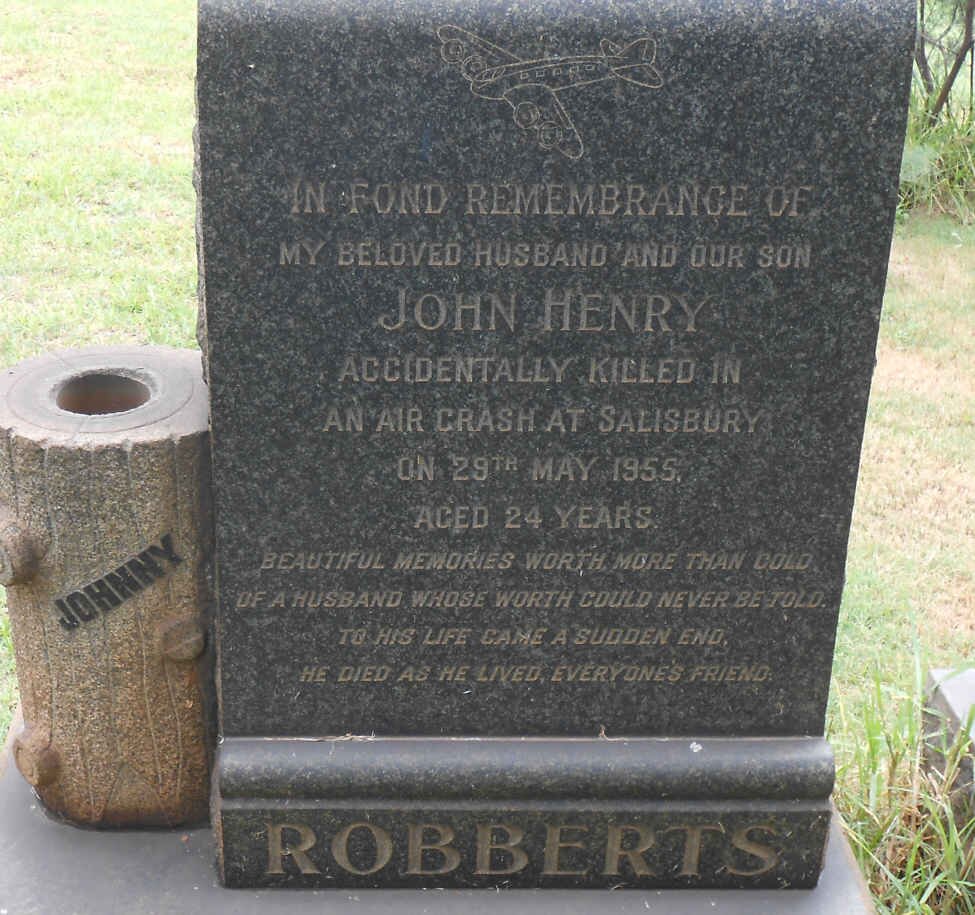 IN FOND REMEMBRANCE OF
MY BELOVED HUSBAND AND OUR SON
JOHN HENRY
ACCIDENTALLY KILLED IN
AN AIR CRASH AT SALISBURY
ON 29TH MAY 1955,
AGED 24 YEARS.
BEAUTIFUL MEMORIES WORTH MORE THAN GOLD
OF A HUSBAND WHOSE WORTH COULD NEVER BE TOLD.
TO HIS LIFE CAME A SUDDEN END,
HE DIED AS HE LIVED, EVERYONES FRIEND.
JOHNNY
ROBBERTS